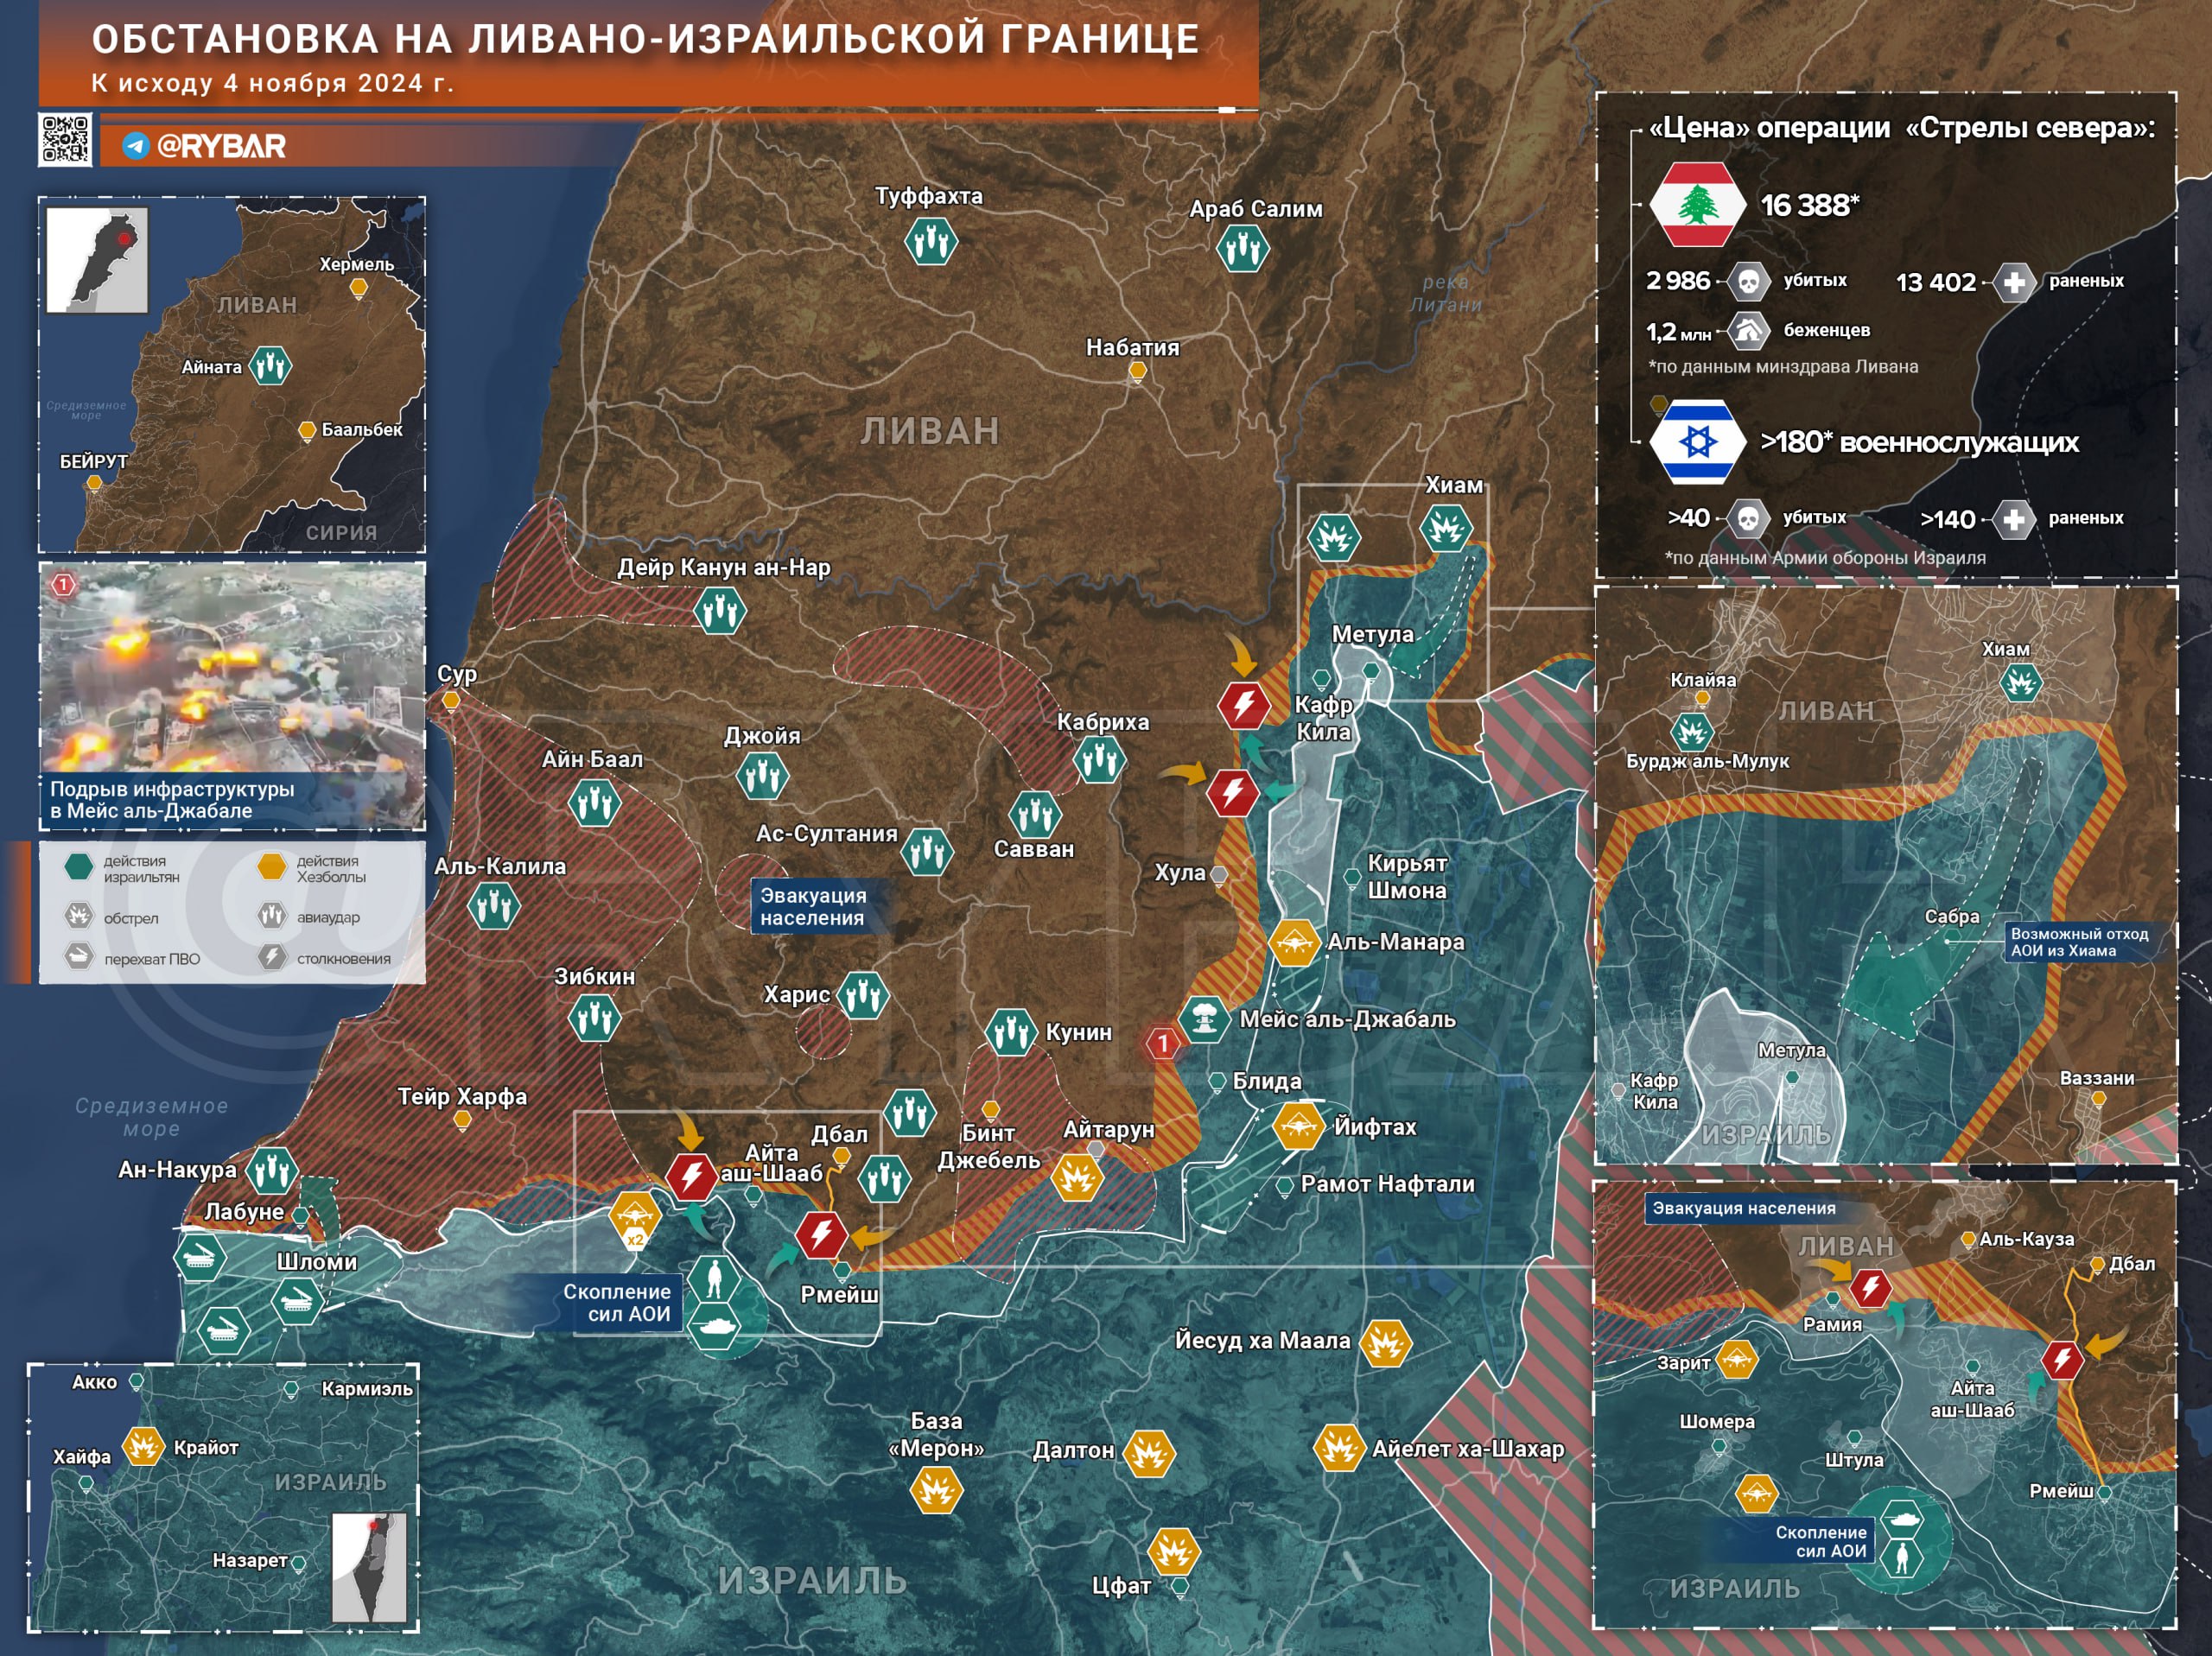 ОБСТАНОВКА НА ЛИВАНО-ИЗРАИЛЬСКОЙ ГРАНИЦЕ
К исходу 4 ноября 2024 г.
@RYBAR
Хермель
ЛИВАН
Айната
Средиземное
море
Баальбек
БЕЙРУТ
СИРИЯ
1
Подрыв инфраструктуры
в Мейс аль-Джабале
действия
израильтян
действия
Хезболлы
обстрел
авиаудар
перехват ПВО
столкновения
Туффахта
Араб Салим
река
Литани
Набатия
ЛИВАН
Хиам
Дейр Канун ан-Нар
Метула
Сур
Кафр
Кила
Кабриха
Джойя
Айн Баал
Ас-Султания
Савван
Аль-Калила
Хула
Кирьят
Шмона
Эвакуация
населения
Аль-Манара
Зибкин
Харис
Кунин
Мейс аль-Джабаль
1
Блида
Тейр Харфа
Средиземное
море
Дбал
Бинт
Джебель
Айтарун
Йифтах
Айта
аш-Шааб
Ан-Накура
Рамот Нафтали
Лабуне
x2
Шломи
Скопление
сил АОИ
Рмейш
Йесуд ха Маала
База
«Мерон»
Далтон
Айелет ха-Шахар
ИЗРАИЛЬ
Цфат
Акко
Кармиэль
Крайот
Хайфа
ИЗРАИЛЬ
Назарет
«Цена» операции «Стрелы севера»:
16 388*
2 986 убитых 13 402 раненых
1,2 млн беженцев
*по данным минздрава Ливана
>180* военнослужащих
>40 убитых >140 раненых
*по данным Армии обороны Израиля
Хиам
Клайяа
ЛИВАН
Бурдж аль-Мулук
Сабра
Возможный отход
АОИ из Хиама
Метула
Кафр
Кила
Ваззани
ИЗРАИЛЬ
Эвакуация населения
ЛИВАН
Аль-Кауза
Дбал
Рамия
Зарит
Айта
аш-Шааб
Шомера
Штула
Рмейш
Скопление
сил АОИ
ИЗРАИЛЬ
@RYBAR